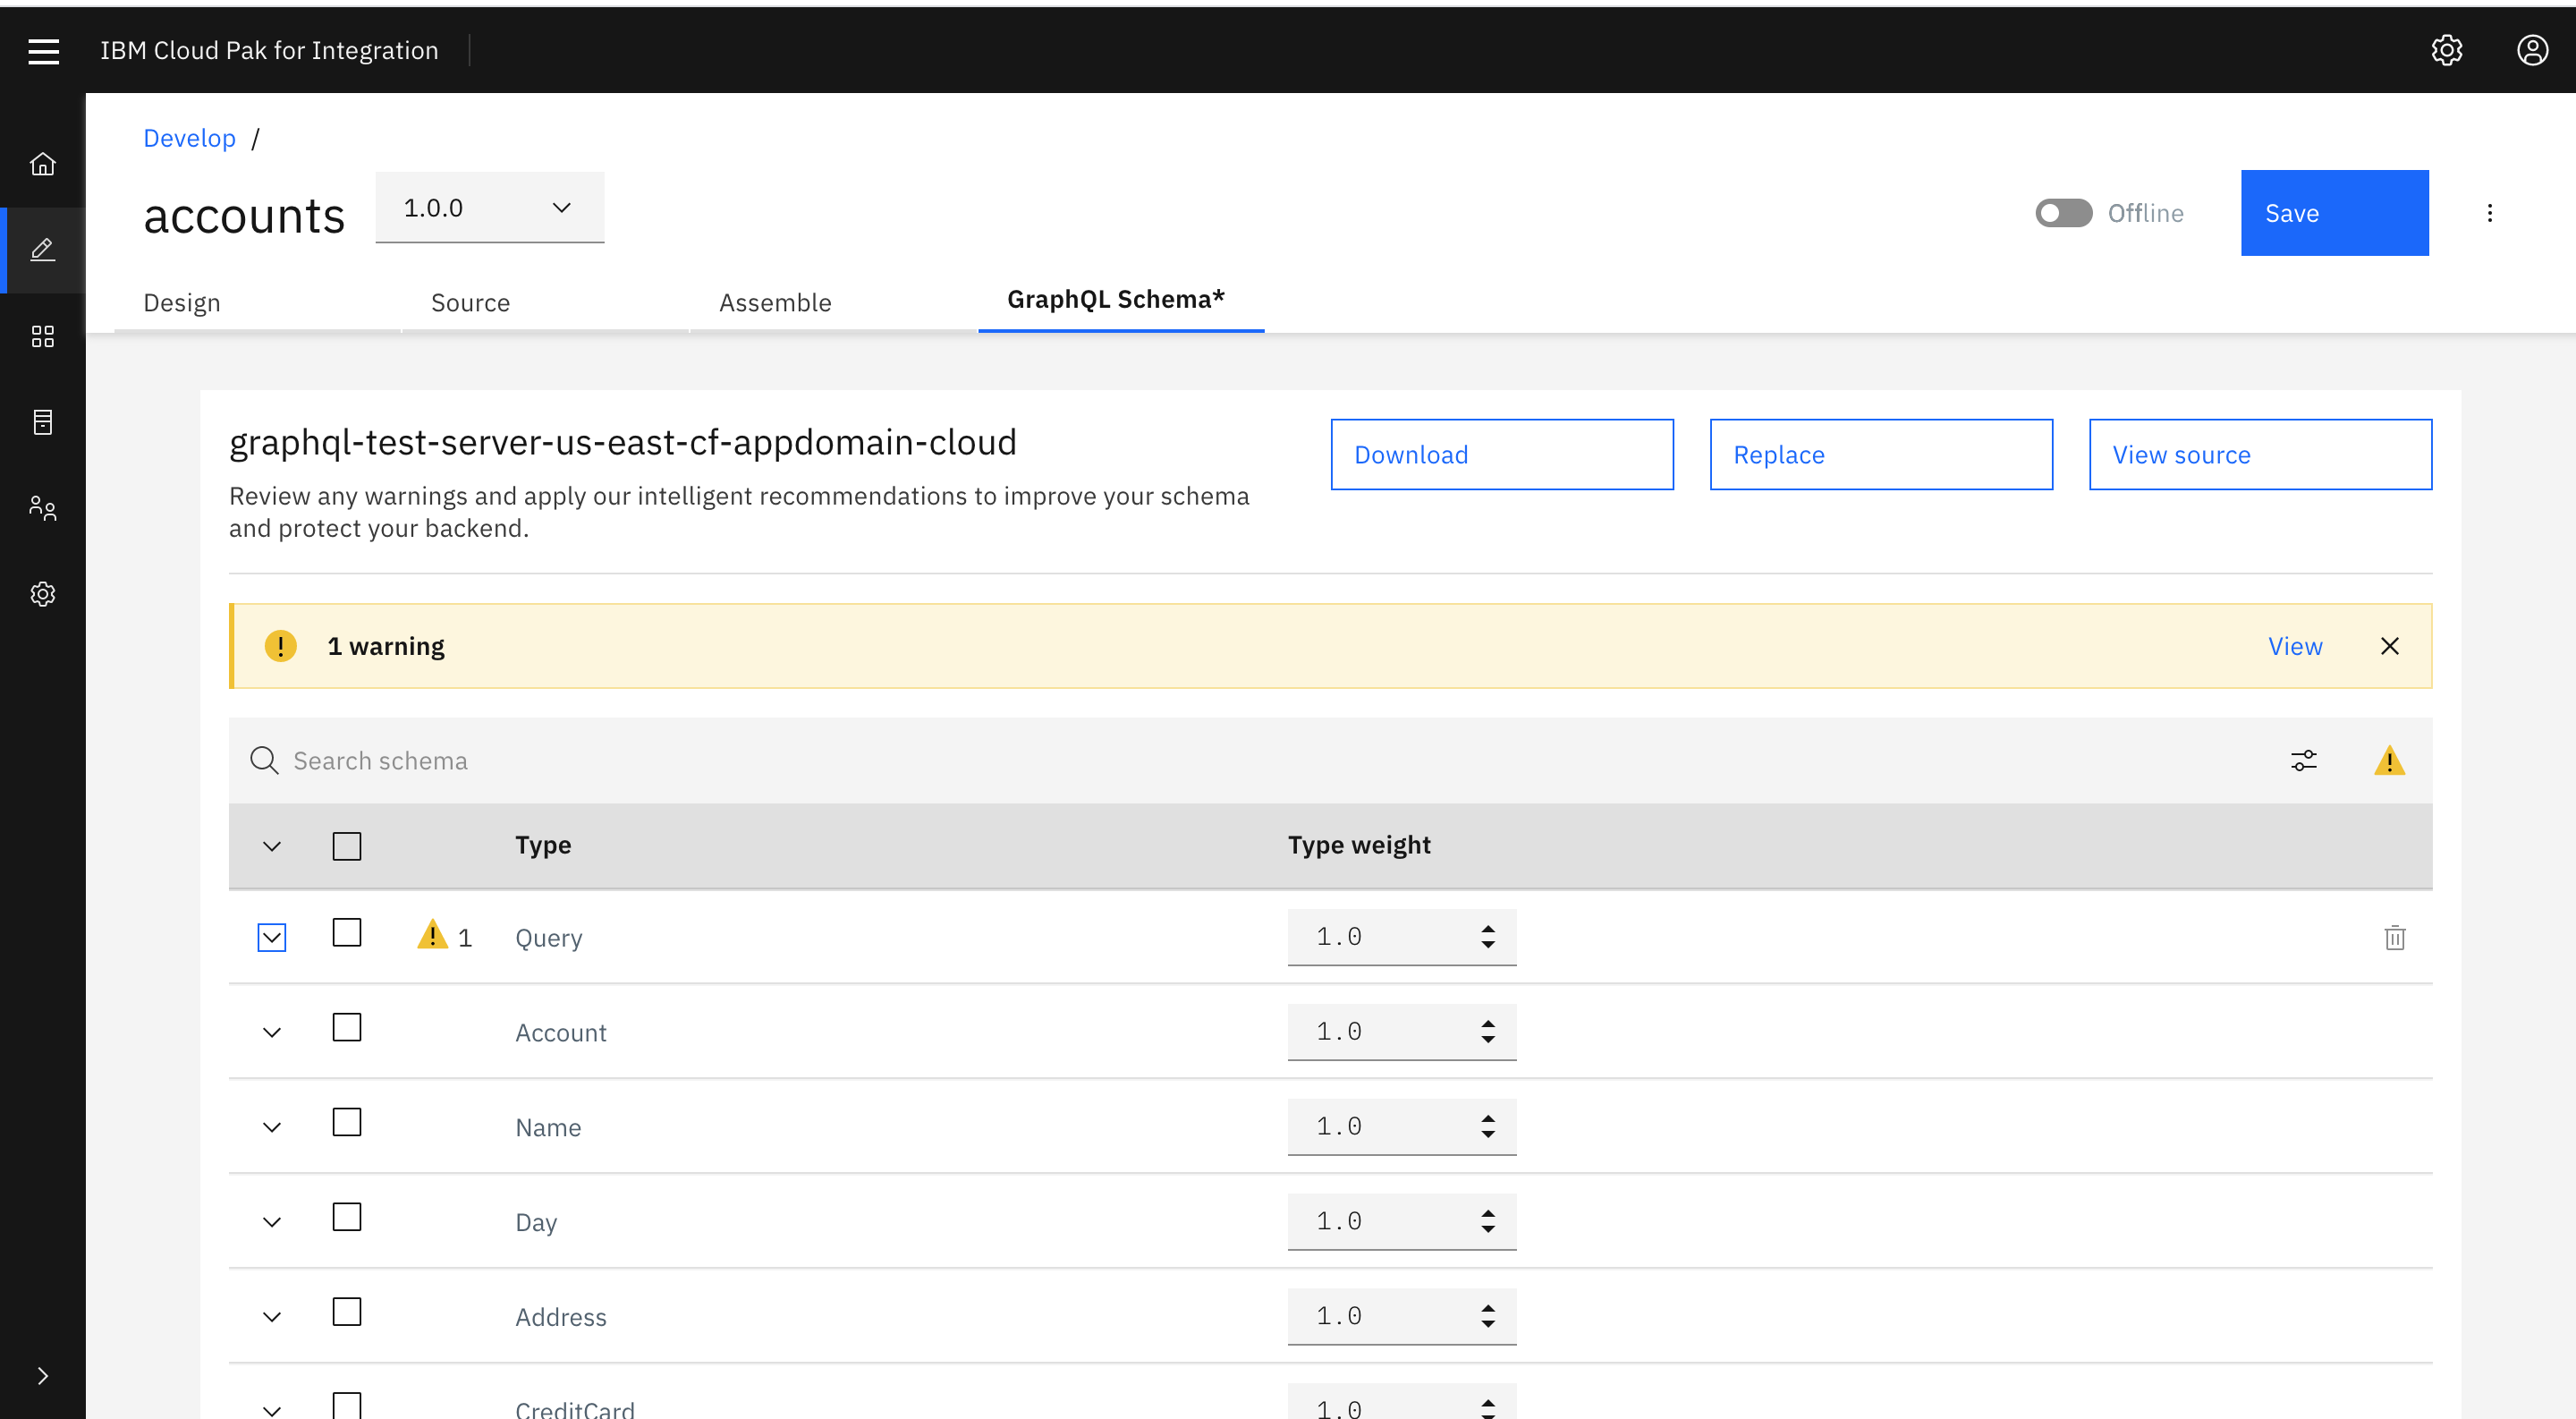 IBM Cloud Pak for Integration
Develop /
accounts
1.0.0
Offline
Save
Design
Source
Assemble
GraphQL Schema*
graphql-test-server-us-east-cf-appdomain-cloud
Review any warnings and apply our intelligent recommendations to improve your schema
and protect your backend.
Download
Replace
View source
1 warning
View
Search schema
Type
Type weight
1 Query 1.0
Account 1.0
Name 1.0
Day 1.0
Address 1.0
CreditCard 1.0